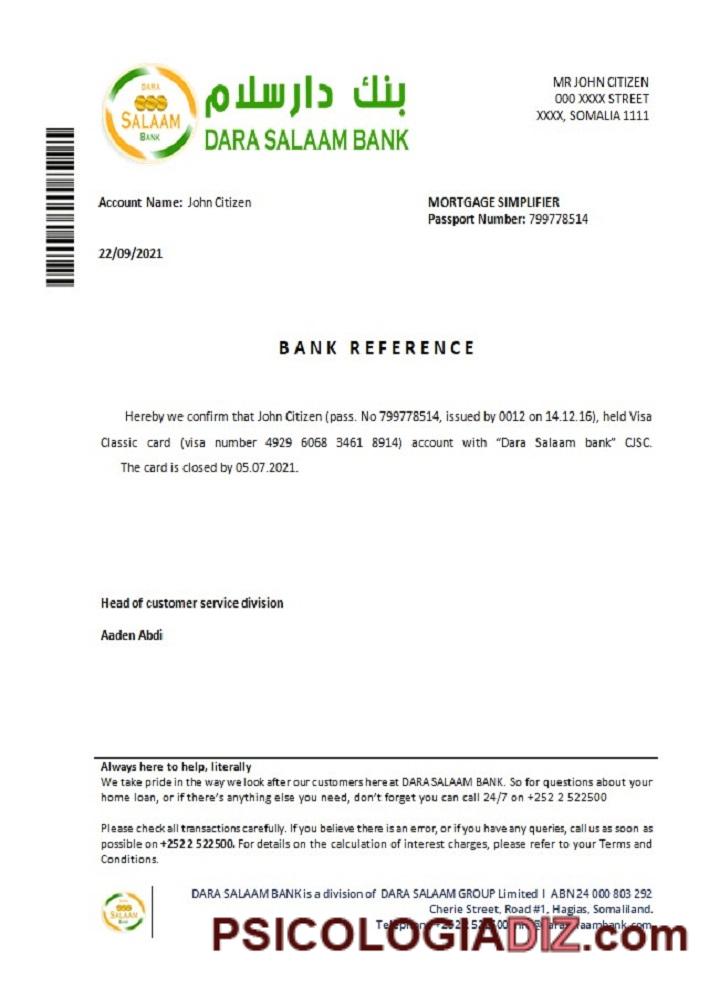 DARA
SALAAM
BANK
بنك دارسلام
DARA SALAAM BANK
MR JOHN CITIZEN
000 XXXX STREET
XXXX, SOMALIA 1111
Account Name: John Citizen
MORTGAGE SIMPLIFIER
Passport Number: 799778514
22/09/2021
BANK REFERENCE
Hereby we confirm that John Citizen (pass. No 799778514, issued by 0012 on 14.12.16), held Visa
Classic card (visa number 4929 6068 3461 8914) account with “Dara Salaam bank” CJSC.
The card is closed by 05.07.2021.
Head of customer service division
Aaden Abdi
Always here to help, literally
We take pride in the way we look after our customers here at DARA SALAAM BANK. So for questions about your
home loan, or if there’s anything else you need, don’t forget you can call 24/7 on +252 2 522500
Please check all transactions carefully. If you believe there is an error, or if you have any queries, call us as soon as
possible on +252 2 522500. For details on the calculation of interest charges, please refer to your Terms and
Conditions.
SALAAM
DARA SALAAM BANK is a division of DARA SALAAM GROUP Limited I ABN 24 000 803 292
Cherie Street, Road #1, Hagias, Somaliland.
PSICOLOGIADIZ.com